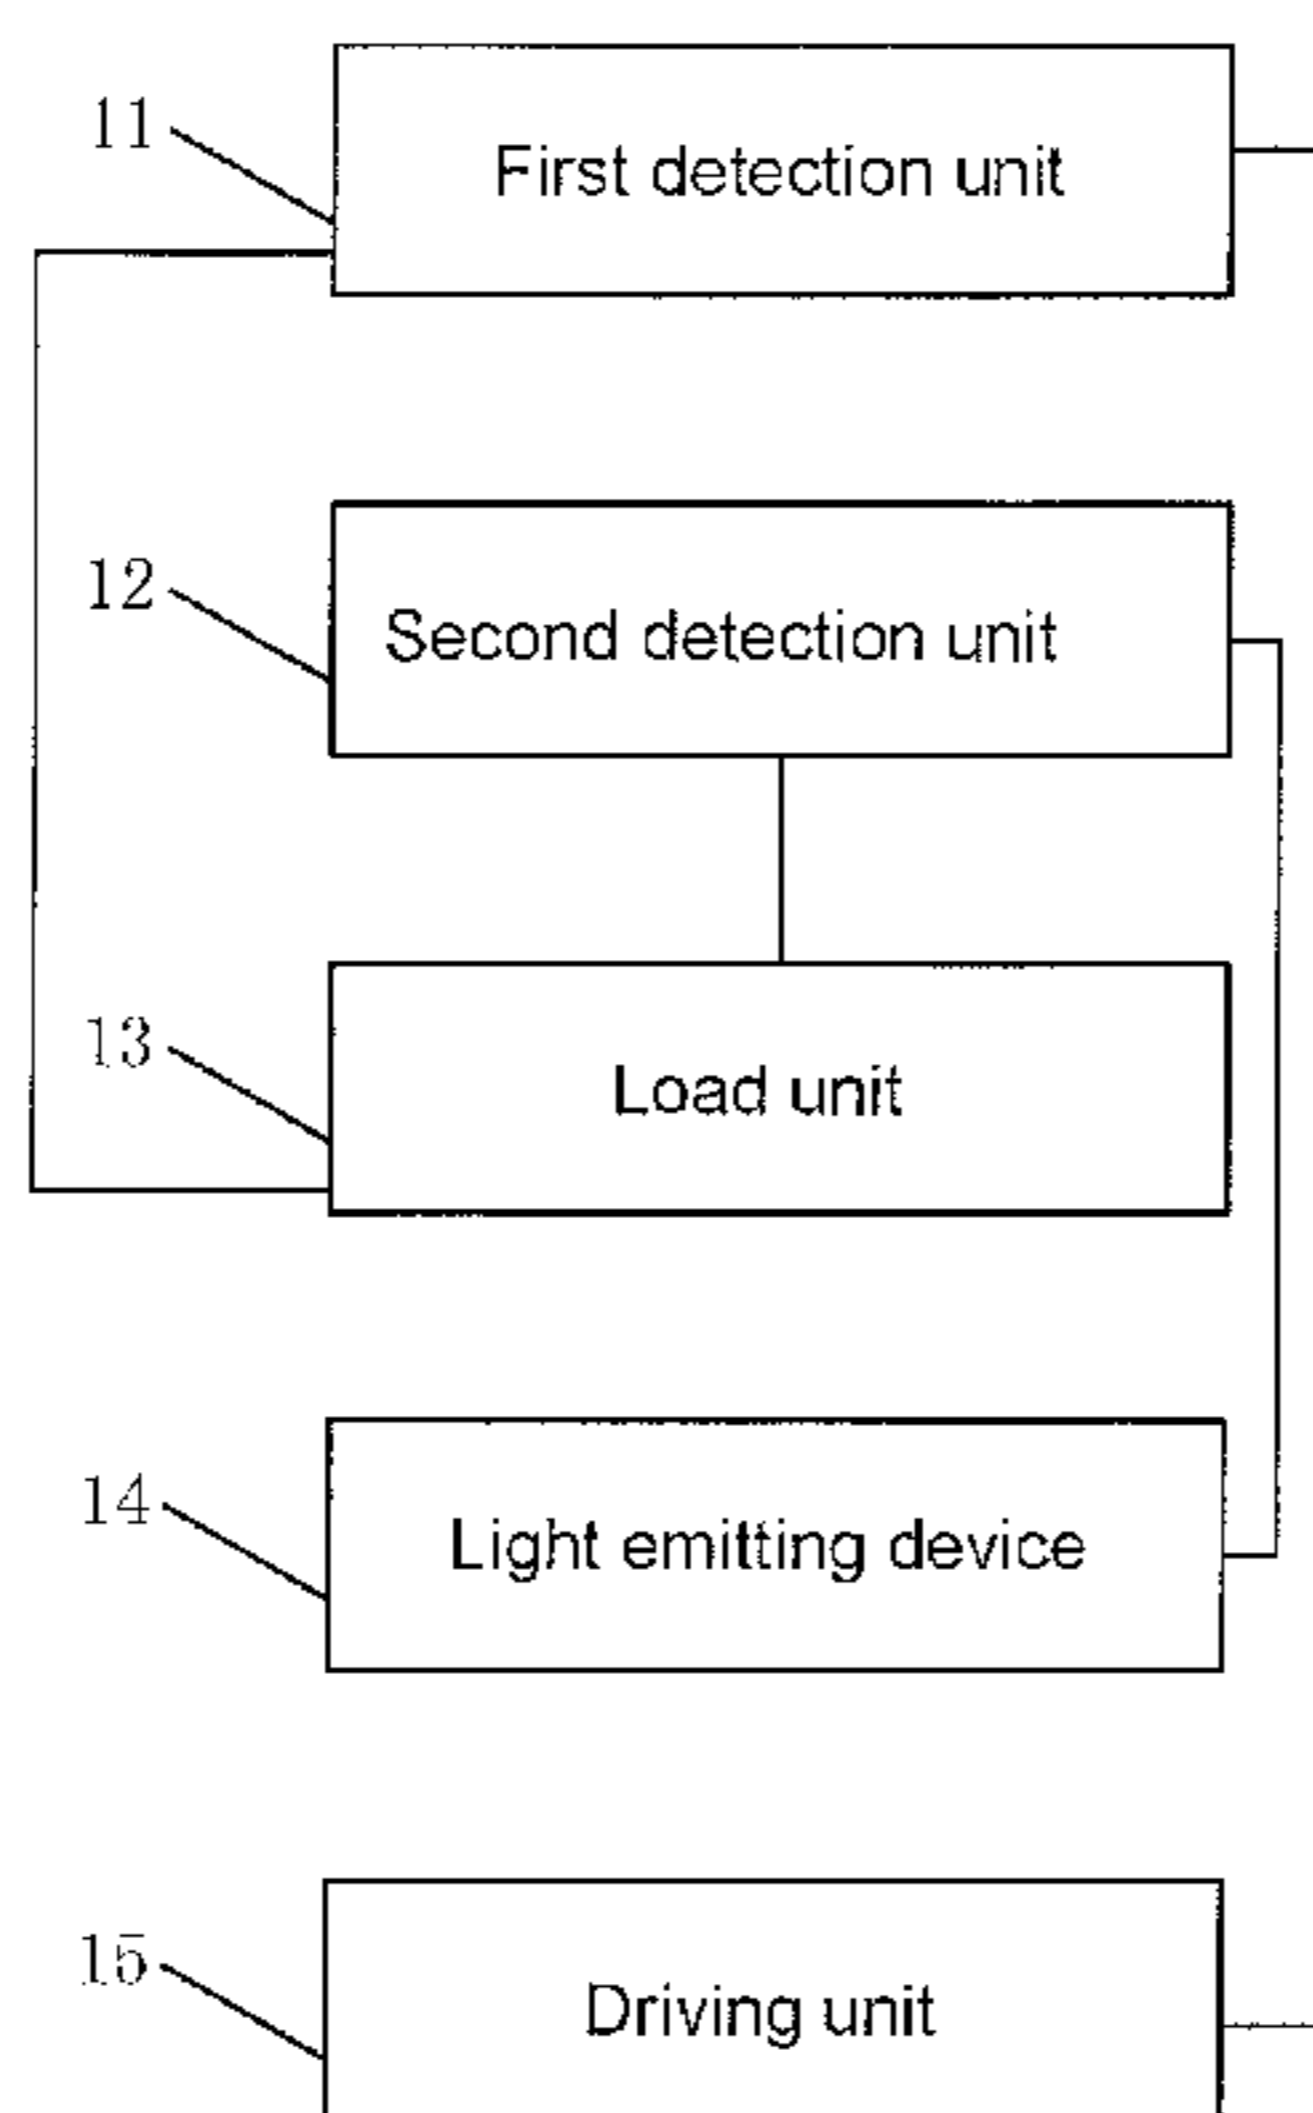 11
First detection unit
12
Second detection unit
13
Load unit
14
Light emitting device
15
Driving unit